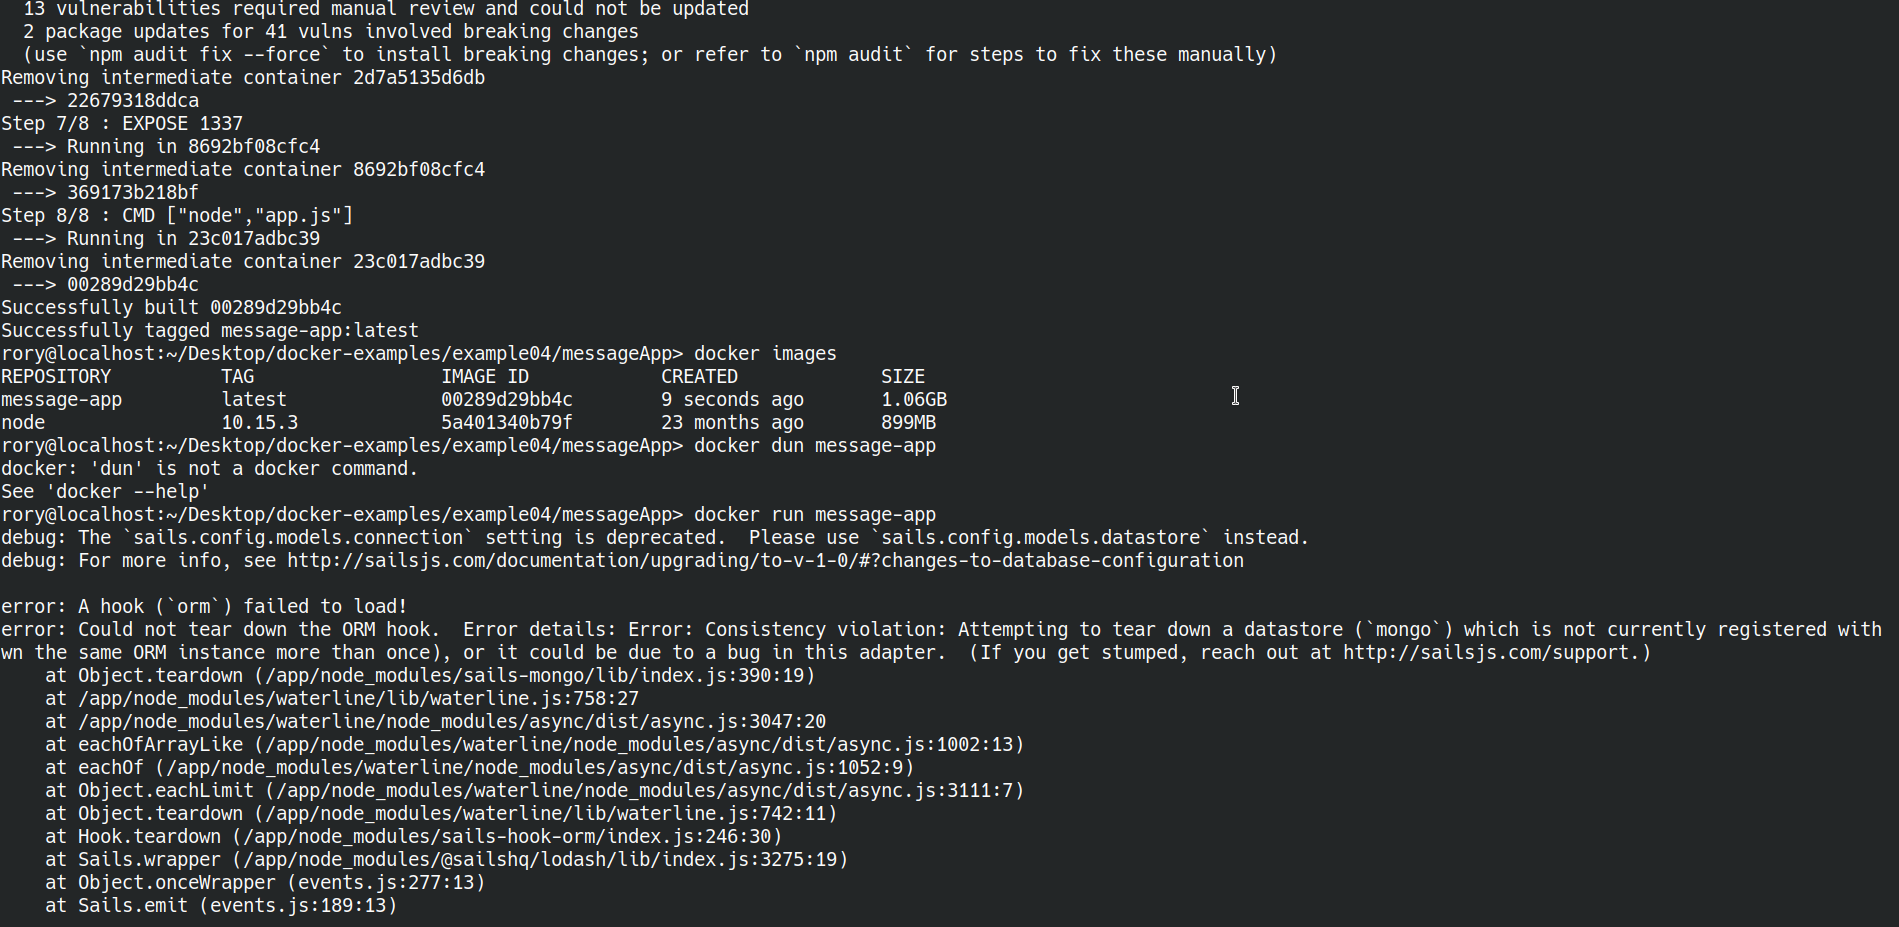 13 vulnerabilities required manual review and could not be updated
  2 package updates for 41 vulns involved breaking changes
  (use `npm audit fix --force` to install breaking changes; or refer to `npm audit` for steps to fix these manually)
Removing intermediate container 2d7a5135d6db
 ---> 22679318ddca
Step 7/8 : EXPOSE 1337
 ---> Running in 8692bf08cfc4
Removing intermediate container 8692bf08cfc4
 ---> 369173b218bf
Step 8/8 : CMD ["node","app.js"]
 ---> Running in 23c017adbc39
Removing intermediate container 23c017adbc39
 ---> 00289d29bb4c
Successfully built 00289d29bb4c
Successfully tagged message-app:latest
rory@localhost:~/Desktop/docker-examples/example04/messageApp> docker images
REPOSITORY          TAG                 IMAGE ID            CREATED             SIZE
message-app         latest              00289d29bb4c        9 seconds ago       1.06GB
node                10.15.3             5a401340b79f        23 months ago       899MB
rory@localhost:~/Desktop/docker-examples/example04/messageApp> docker dun message-app
docker: 'dun' is not a docker command.
See 'docker --help'
rory@localhost:~/Desktop/docker-examples/example04/messageApp> docker run message-app
debug: The `sails.config.models.connection` setting is deprecated.  Please use `sails.config.models.datastore` instead.
debug: For more info, see http://sailsjs.com/documentation/upgrading/to-v-1-0/#?changes-to-database-configuration
error: A hook (`orm`) failed to load!
error: Could not tear down the ORM hook.  Error details: Error: Consistency violation: Attempting to tear down a datastore (`mongo`) which is not currently registered with
wn the same ORM instance more than once), or it could be due to a bug in this adapter.  (If you get stumped, reach out at http://sailsjs.com/support.)
    at Object.teardown (/app/node_modules/sails-mongo/lib/index.js:390:19)
    at /app/node_modules/waterline/lib/waterline.js:758:27
    at /app/node_modules/waterline/node_modules/async/dist/async.js:3047:20
    at eachOfArrayLike (/app/node_modules/waterline/node_modules/async/dist/async.js:1002:13)
    at eachOf (/app/node_modules/waterline/node_modules/async/dist/async.js:1052:9)
    at Object.eachLimit (/app/node_modules/waterline/node_modules/async/dist/async.js:3111:7)
    at Object.teardown (/app/node_modules/waterline/lib/waterline.js:742:11)
    at Hook.teardown (/app/node_modules/sails-hook-orm/index.js:246:30)
    at Sails.wrapper (/app/node_modules/@sailshq/lodash/lib/index.js:3275:19)
    at Object.onceWrapper (events.js:277:13)
    at Sails.emit (events.js:189:13)